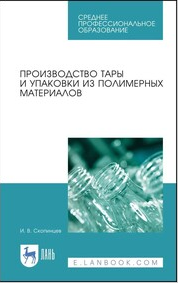 СРЕДНЕЕ
ПРОФЕССИОНАЛЬНОЕ
ОБРАЗОВАНИЕ
ПРОИЗВОДСТВО ТАРЫ
И УПАКОВКИ ИЗ ПОЛИМЕРНЫХ
МАТЕРИАЛОВ
И. В. Скопинцев
ЛАНЬ
E.LANBOOK.COM